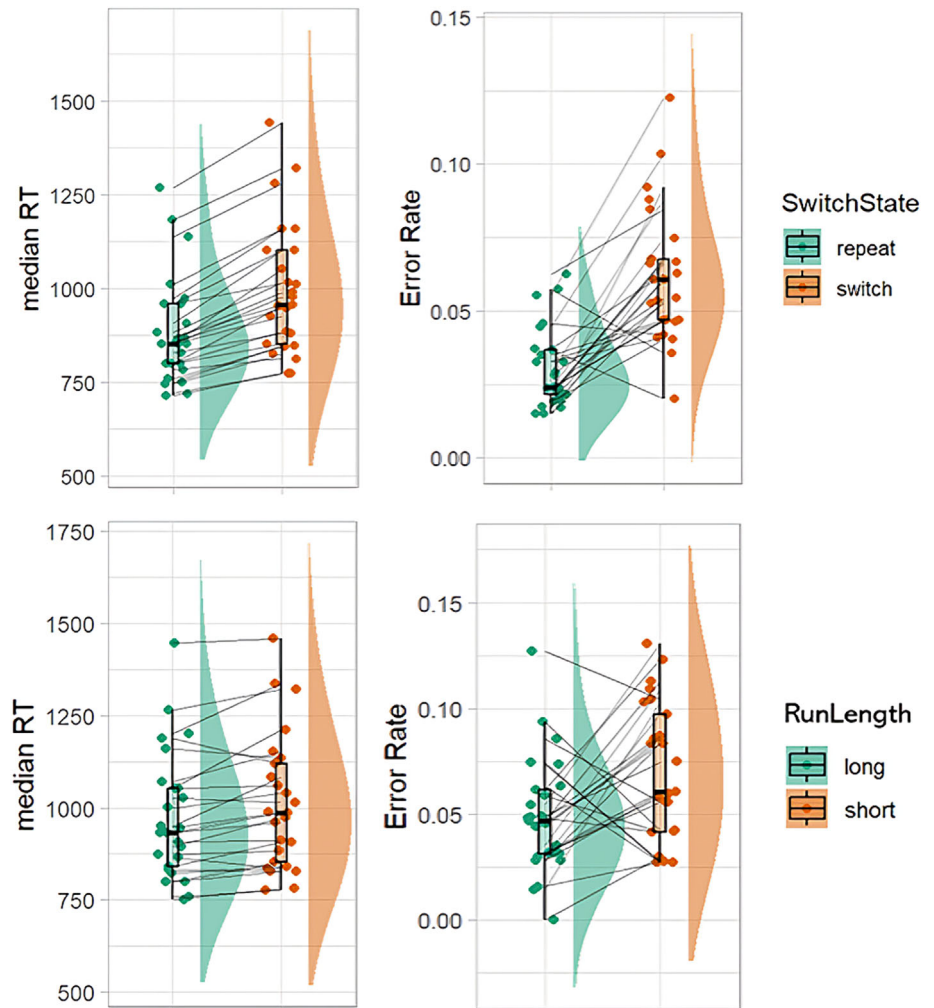 median RT
1500
1250
1000
750
500
Error Rate
0.15
0.10
0.05
0.00
SwitchState
repeat
switch
median RT
1750
1500
1250
1000
750
500
Error Rate
0.15
0.10
0.05
0.00
RunLength
long
short